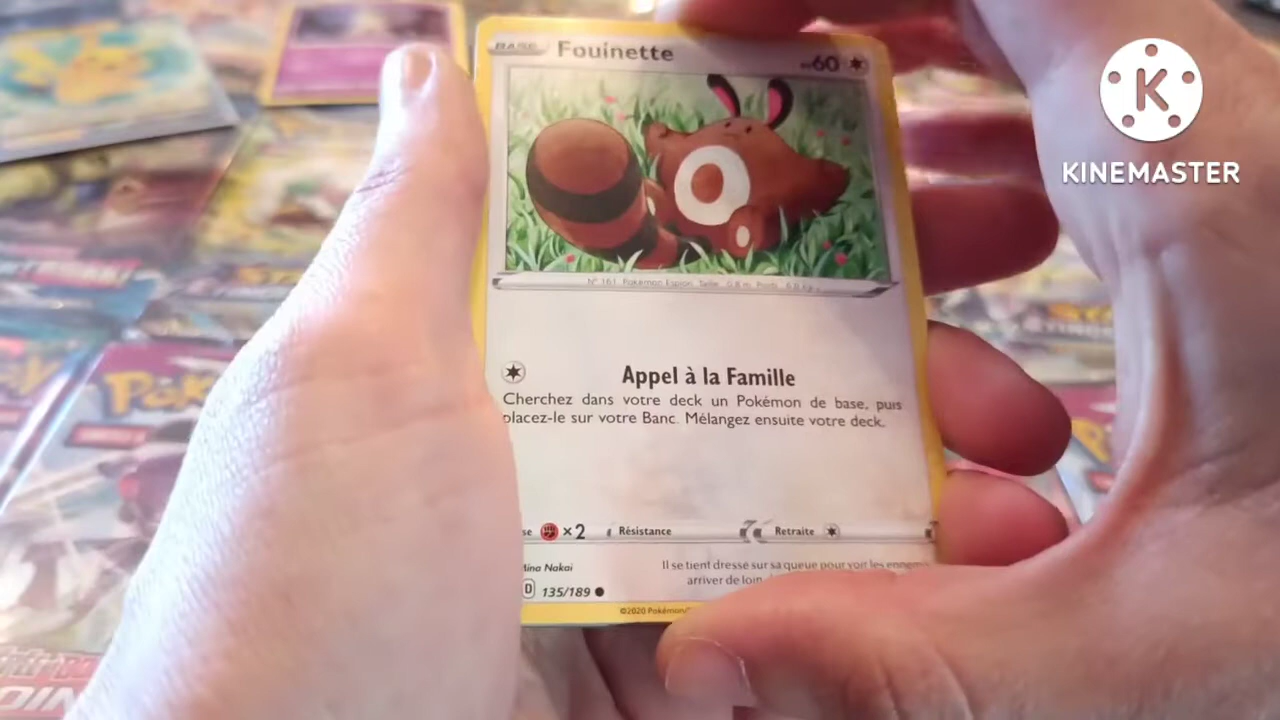 BASE Fouinette 60
K
KINEMASTER
N° 161 Pokémon Espion Taille : 0,8 m Poids : 6,0 kg
Appel à la Famille
Cherchez dans votre deck un Pokémon de base, puis
placez-le sur votre Banc. Mélangez ensuite votre deck.
×2 Résistance Retraite
Mina Nakai
Il se tient dressé sur sa queue pour voir les ennemis
arriver de loin.
D 135/189
©2020 Pokémon